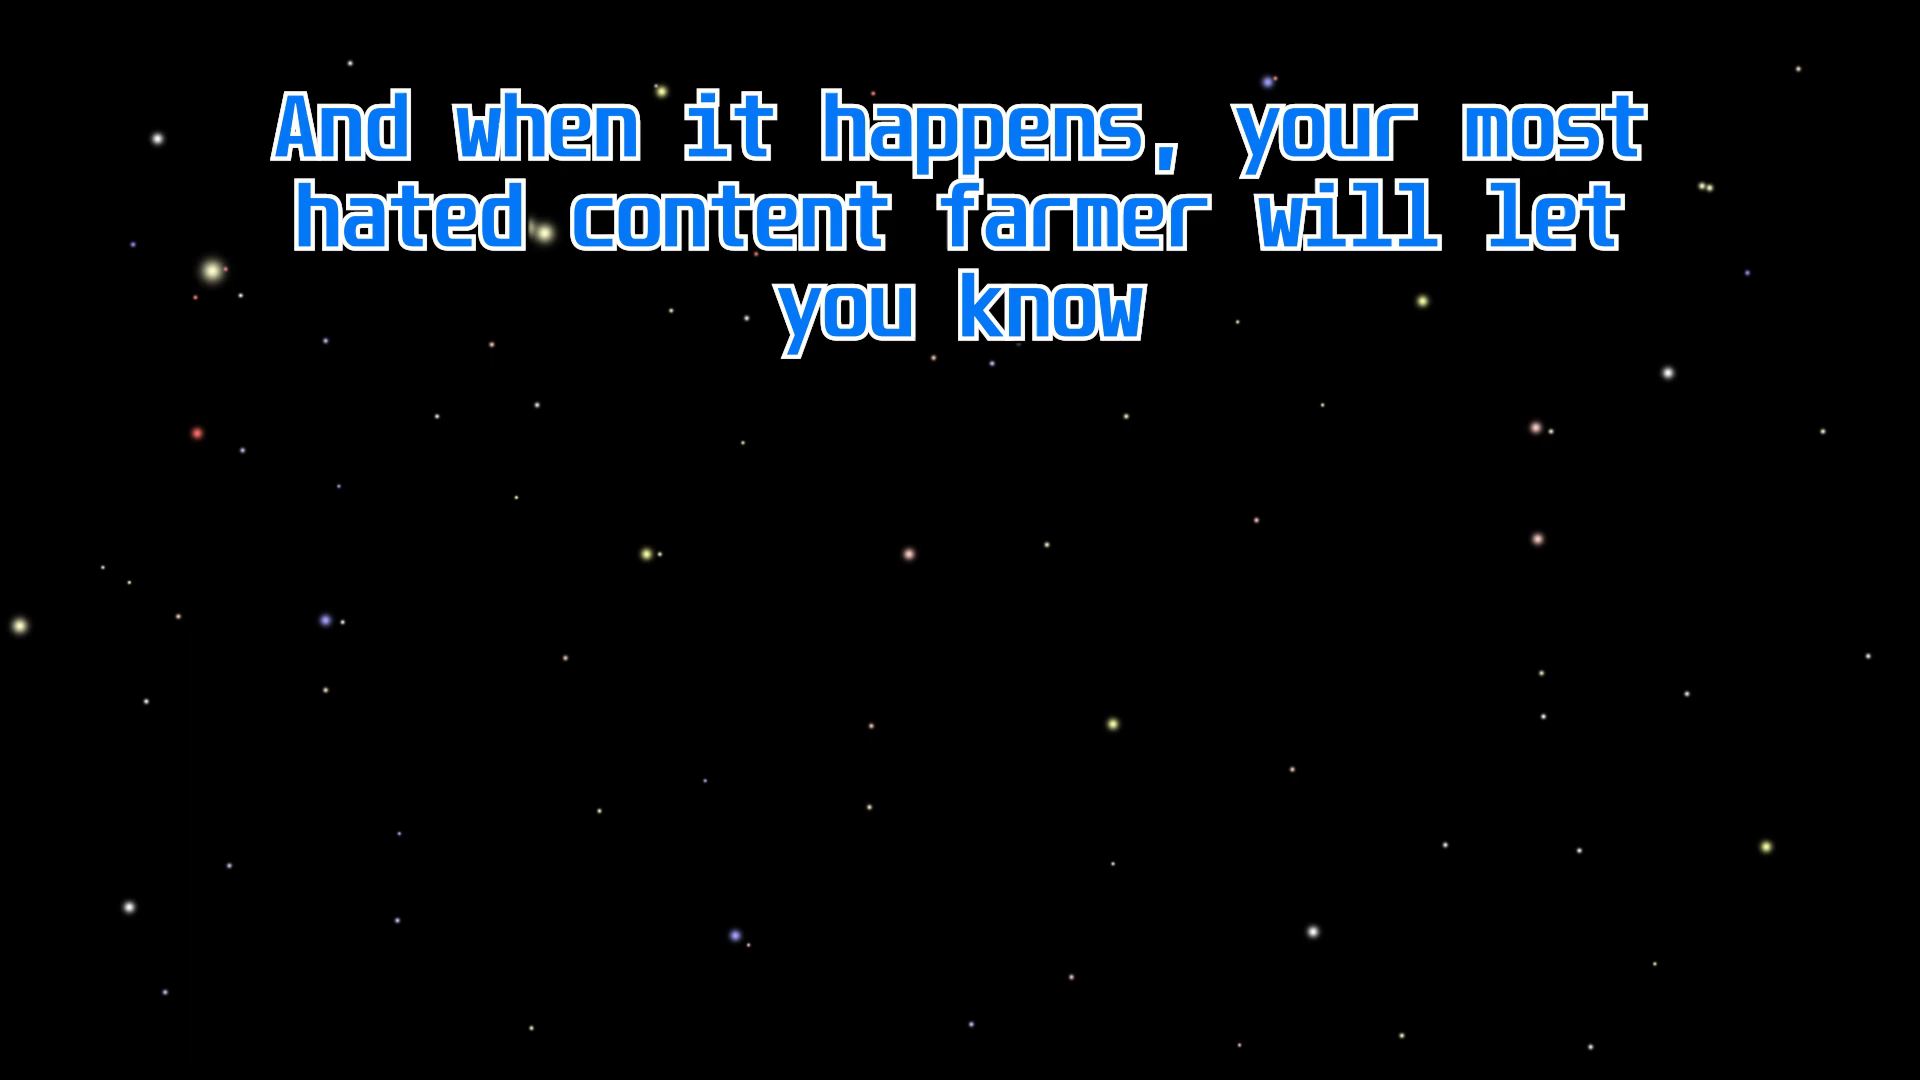 And when it happens, your most
hated content farmer will let
you know